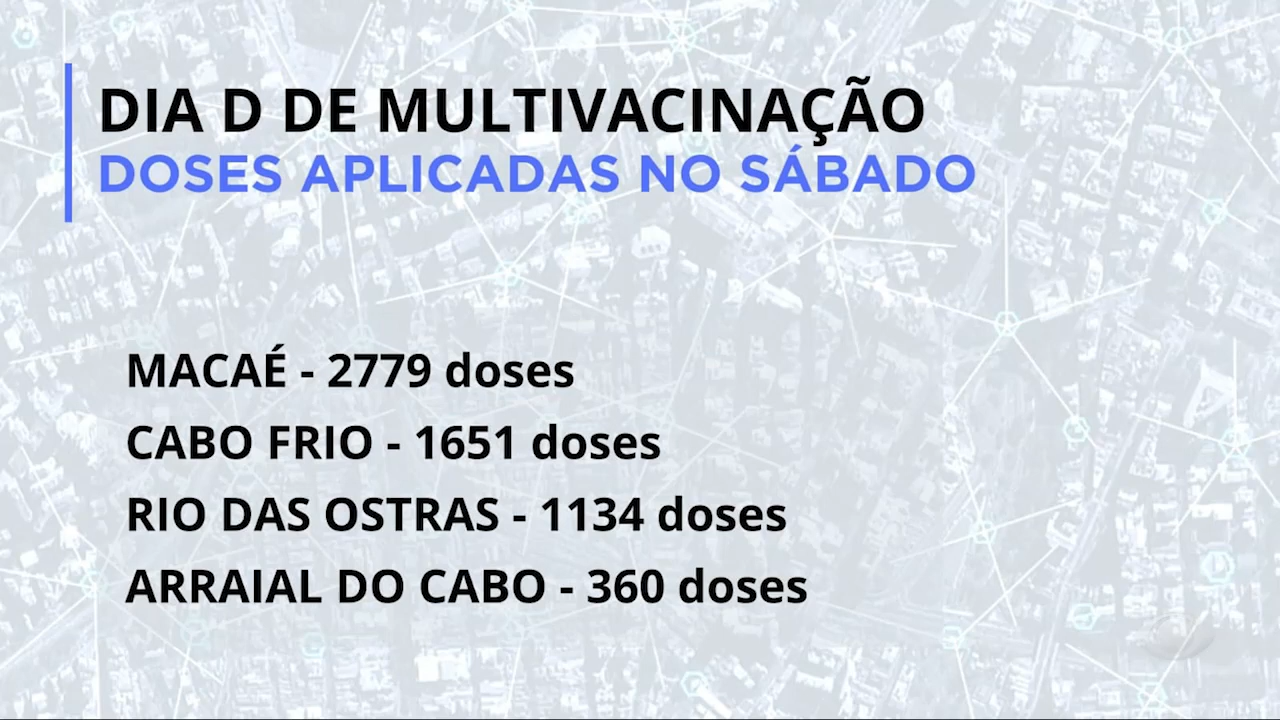 DIA D DE MULTIVACINAÇÃO
DOSES APLICADAS NO SÁBADO
MACAÉ - 2779 doses
CABO FRIO - 1651 doses
RIO DAS OSTRAS - 1134 doses
ARRAIAL DO CABO - 360 doses